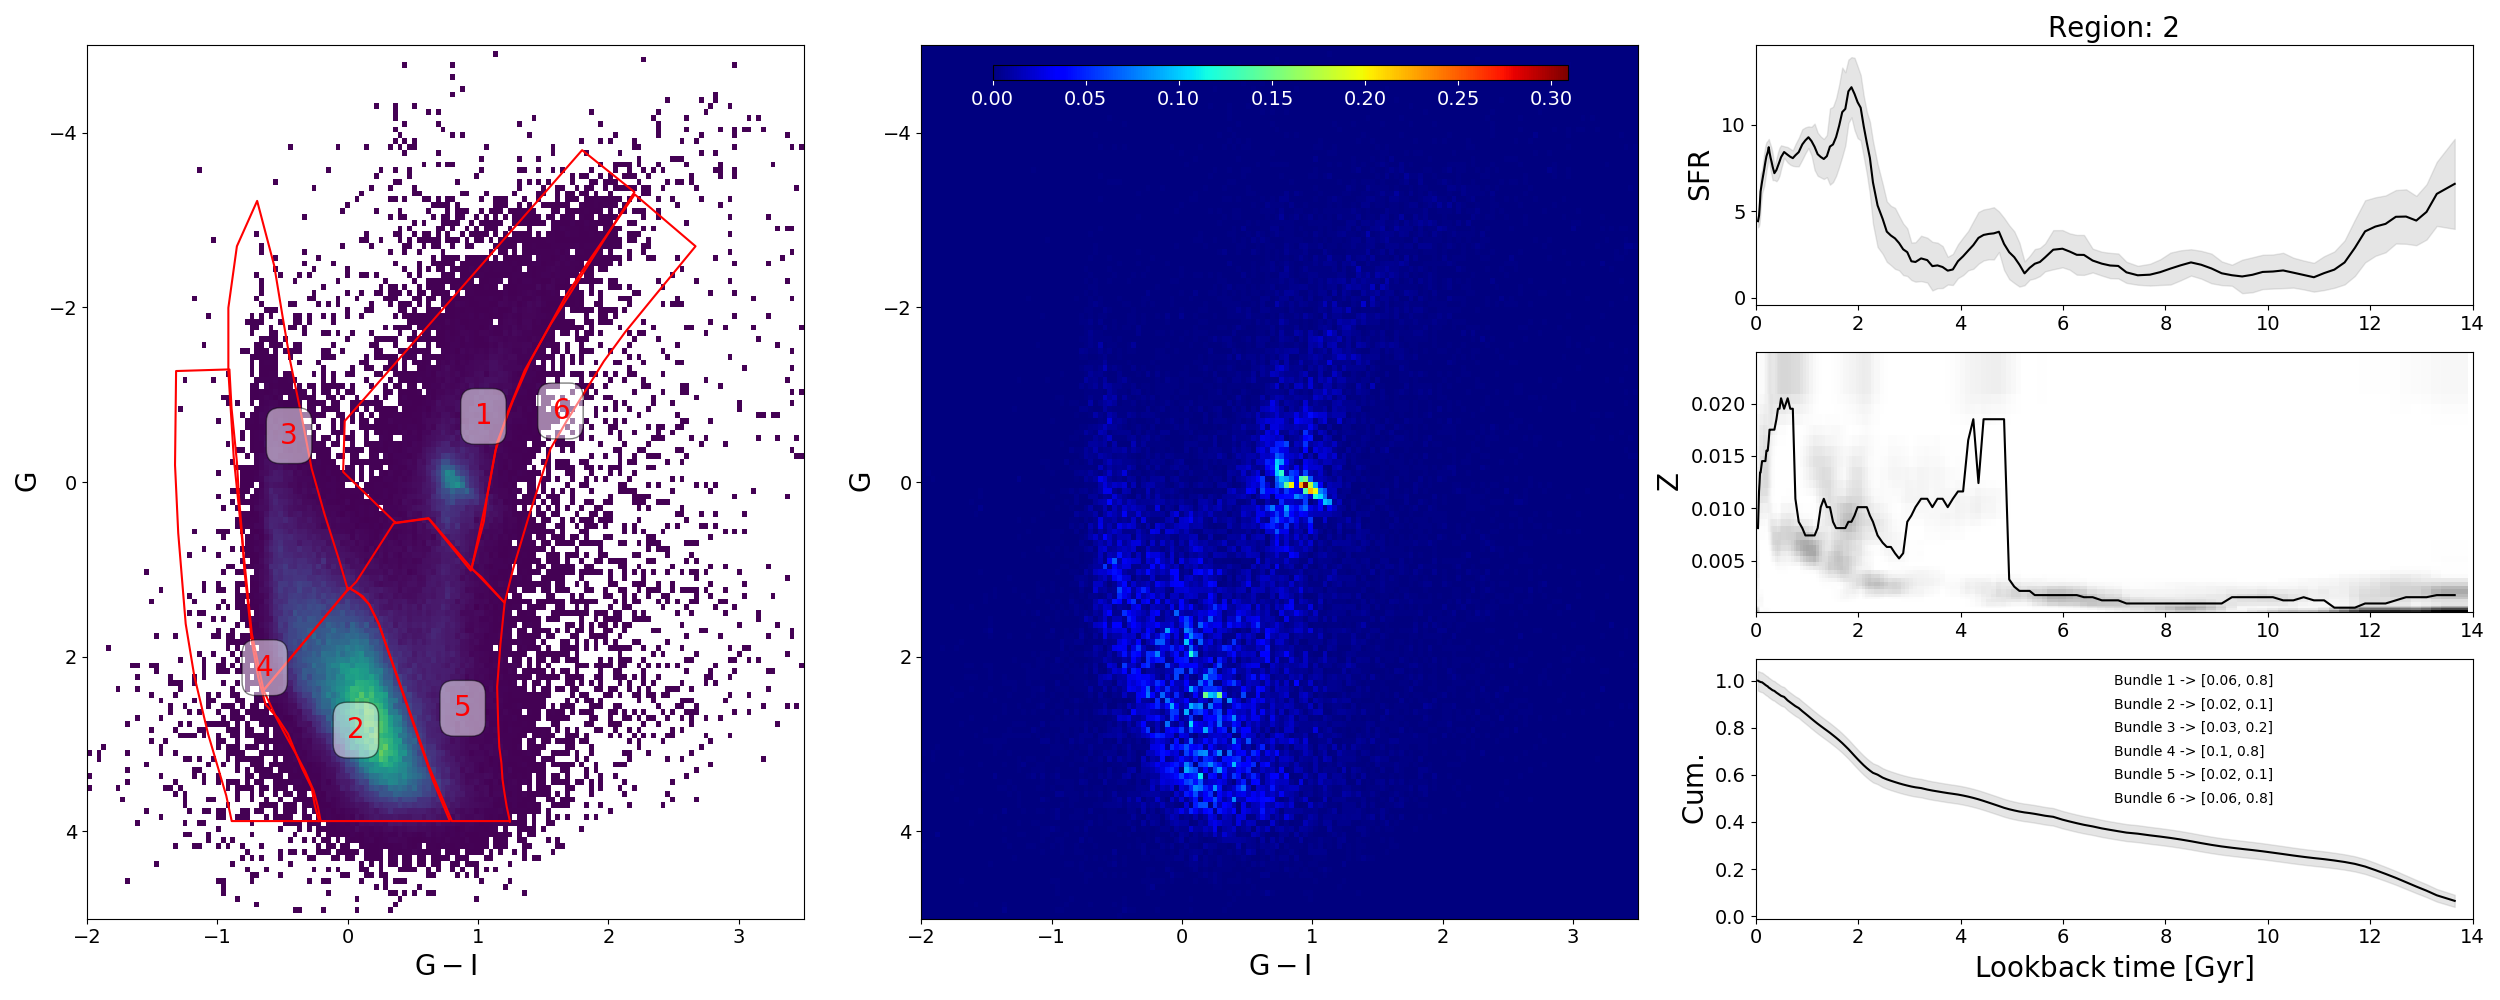 −4
−2
0
2
4
G
−2
−1
0
1
2
3
G − I
1
2
3
4
5
6
0.00
0.05
0.10
0.15
0.20
0.25
0.30
−4
−2
0
2
4
G
−2
−1
0
1
2
3
G − I
Region: 2
10
5
0
SFR
0 2 4 6 8 10 12 14
0.020
0.015
0.010
0.005
Z
0 2 4 6 8 10 12 14
1.0
0.8
0.6
0.4
0.2
0.0
Cum.
Bundle 1 -> [0.06, 0.8]
Bundle 2 -> [0.02, 0.1]
Bundle 3 -> [0.03, 0.2]
Bundle 4 -> [0.1, 0.8]
Bundle 5 -> [0.02, 0.1]
Bundle 6 -> [0.06, 0.8]
0 2 4 6 8 10 12 14
Lookback time [Gyr]